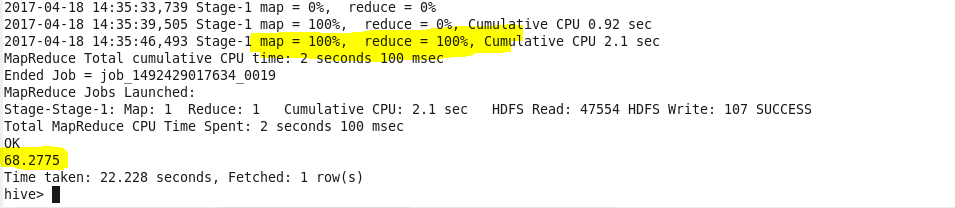 2017-04-18 14:35:33,739 Stage-1 map = 0%,  reduce = 0%
2017-04-18 14:35:39,505 Stage-1 map = 100%,  reduce = 0%, Cumulative CPU 0.92 sec
2017-04-18 14:35:46,493 Stage-1 map = 100%,  reduce = 100%, Cumulative CPU 2.1 sec
MapReduce Total cumulative CPU time: 2 seconds 100 msec
Ended Job = job_1492429017634_0019
MapReduce Jobs Launched:
Stage-Stage-1: Map: 1  Reduce: 1   Cumulative CPU: 2.1 sec   HDFS Read: 47554 HDFS Write: 107 SUCCESS
Total MapReduce CPU Time Spent: 2 seconds 100 msec
OK
68.2775
Time taken: 22.228 seconds, Fetched: 1 row(s)
hive>